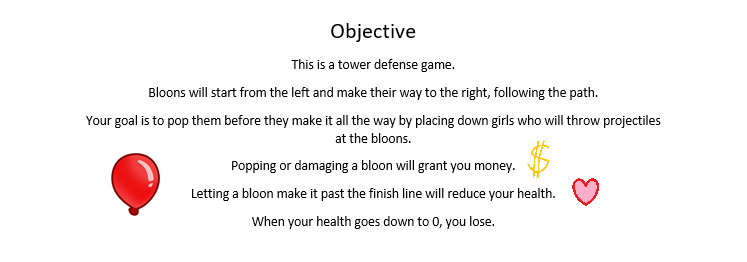 Objective
This is a tower defense game.
Bloons will start from the left and make their way to the right, following the path.
Your goal is to pop them before they make it all the way by placing down girls who will throw projectiles
at the bloons.
Popping or damaging a bloon will grant you money.
Letting a bloon make it past the finish line will reduce your health.
When your health goes down to 0, you lose.